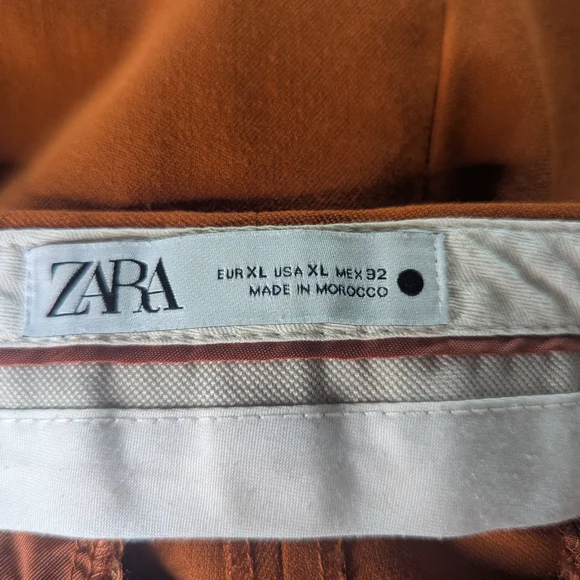 ZARA
EUR XL USA XL MEX 32
MADE IN MOROCCO